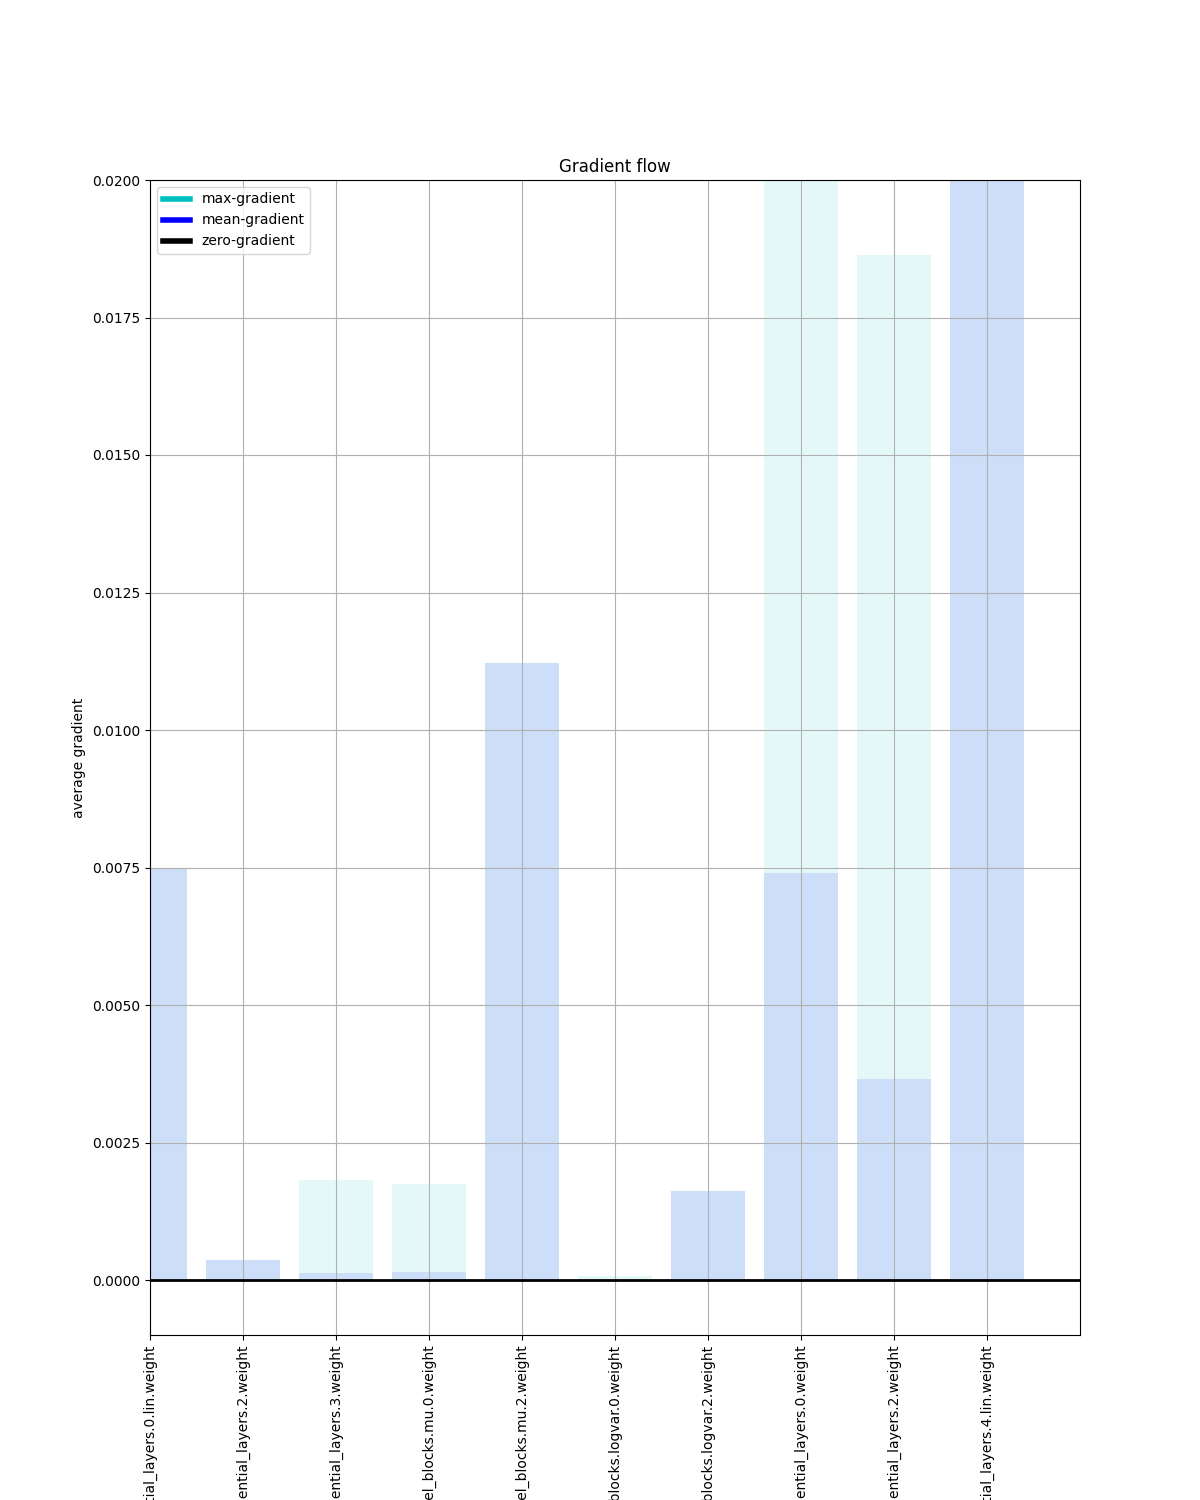 Gradient flow
max-gradient
mean-gradient
zero-gradient
0.0200
0.0175
0.0150
0.0125
0.0100
0.0075
0.0050
0.0025
0.0000
average gradient
tial_layers.0.lin.weight
ential_layers.2.weight
ential_layers.3.weight
el_blocks.mu.0.weight
el_blocks.mu.2.weight
blocks.logvar.0.weight
blocks.logvar.2.weight
ential_layers.0.weight
ential_layers.2.weight
tial_layers.4.lin.weight